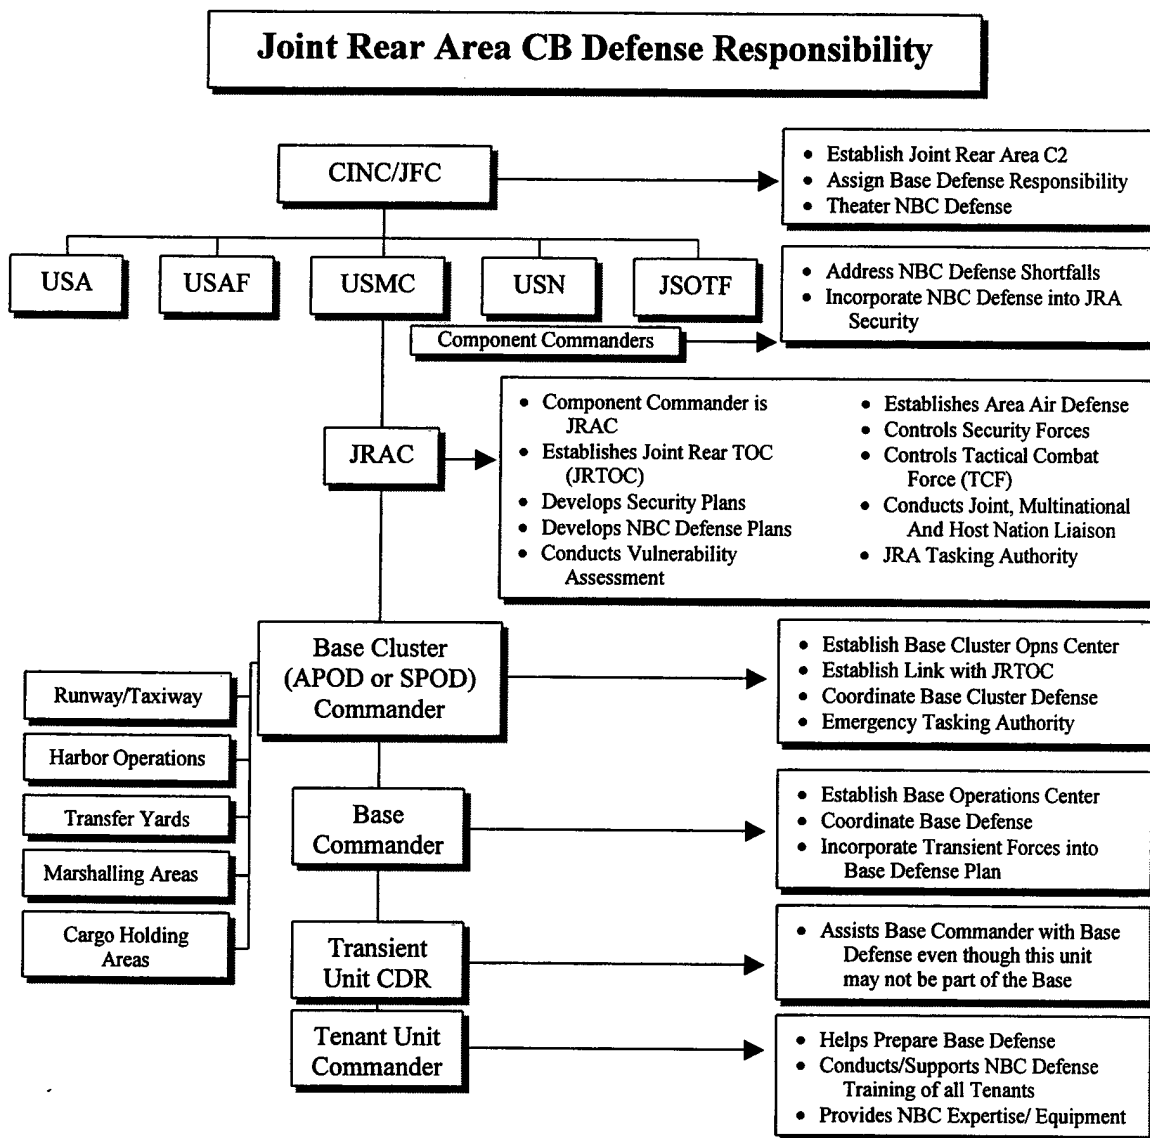 Joint Rear Area CB Defense Responsibility
CINC/JFC
• Establish Joint Rear Area C2
• Assign Base Defense Responsibility
• Theater NBC Defense
USA
USAF
USMC
USN
JSOTF
• Address NBC Defense Shortfalls
• Incorporate NBC Defense into JRA
Security
Component Commanders
JRAC
• Component Commander is
JRAC
• Establishes Joint Rear TOC
(JRTOC)
• Develops Security Plans
• Develops NBC Defense Plans
• Conducts Vulnerability
Assessment
• Establishes Area Air Defense
• Controls Security Forces
• Controls Tactical Combat
Force (TCF)
• Conducts Joint, Multinational
And Host Nation Liaison
• JRA Tasking Authority
Base Cluster
(APOD or SPOD)
Commander
• Establish Base Cluster Opns Center
• Establish Link with JRTOC
• Coordinate Base Cluster Defense
• Emergency Tasking Authority
Runway/Taxiway
Harbor Operations
Transfer Yards
Marshalling Areas
Cargo Holding
Areas
Base
Commander
• Establish Base Operations Center
• Coordinate Base Defense
• Incorporate Transient Forces into
Base Defense Plan
Transient
Unit CDR
• Assists Base Commander with Base
Defense even though this unit
may not be part of the Base
Tenant Unit
Commander
• Helps Prepare Base Defense
• Conducts/Supports NBC Defense
Training of all Tenants
• Provides NBC Expertise/ Equipment